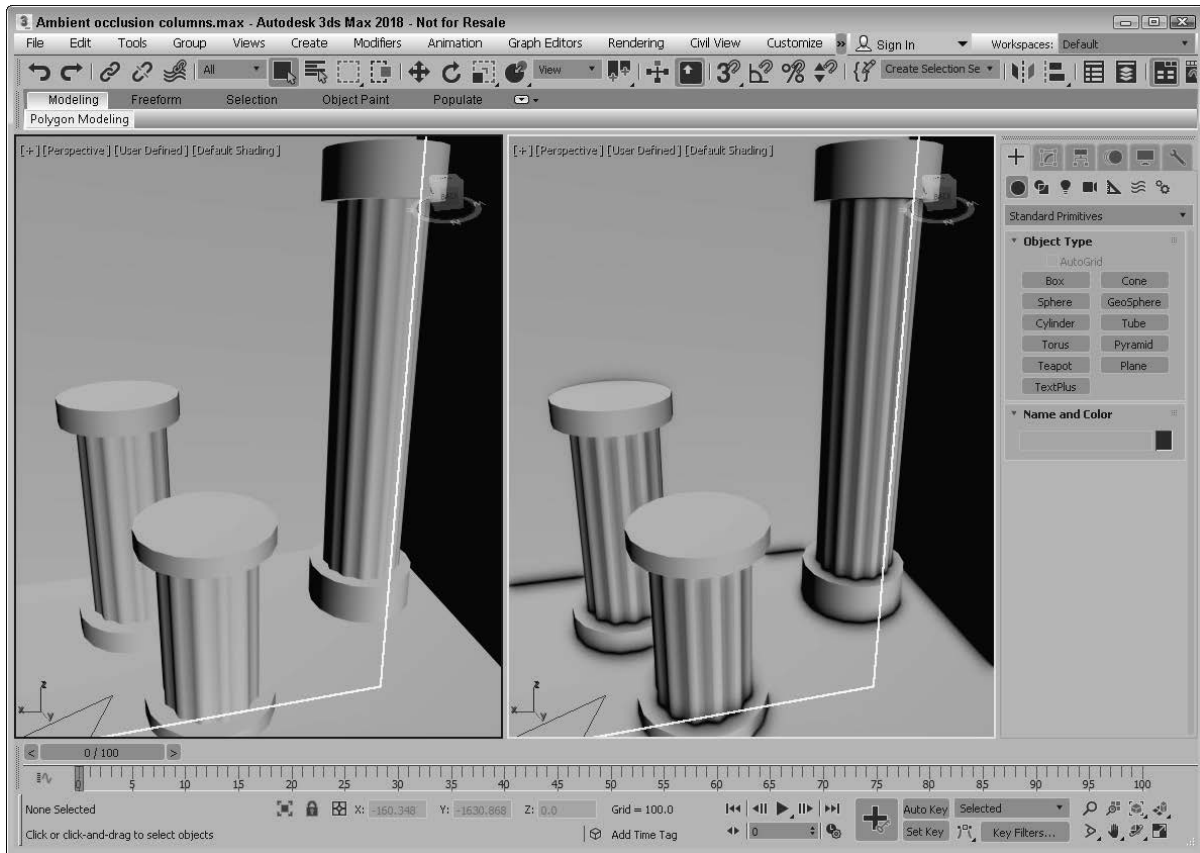 Ambient occlusion columns.max - Autodesk 3ds Max 2018 - Not for Resale
File Edit Tools Group Views Create Modifiers Animation Graph Editors Rendering Civil View Customize » Sign In Workspaces: Default
All View Create Selection Se
Modeling Freeform Selection Object Paint Populate
Polygon Modeling
[+] [Perspective] [User Defined] [Default Shading]
[+] [Perspective] [User Defined] [Default Shading]
Standard Primitives
Object Type
AutoGrid
Box Cone
Sphere GeoSphere
Cylinder Tube
Torus Pyramid
Teapot Plane
TextPlus
Name and Color
z
x
y
z
x
y
< 0 / 100 >
0 5 10 15 20 25 30 35 40 45 50 55 60 65 70 75 80 85 90 95 100
None Selected X: -160.348 Y: -1630.868 Z: 0.0 Grid = 100.0 Auto Key Selected
Click or click-and-drag to select objects Add Time Tag 0 Set Key Key Filters...